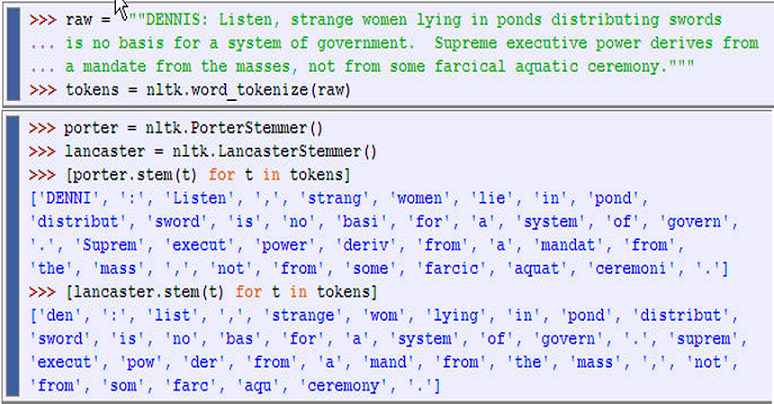 >>> raw = """DENNIS: Listen, strange women lying in ponds distributing swords
... is no basis for a system of government.  Supreme executive power derives from
... a mandate from the masses, not from some farcical aquatic ceremony."""
>>> tokens = nltk.word_tokenize(raw)
>>> porter = nltk.PorterStemmer()
>>> lancaster = nltk.LancasterStemmer()
>>> [porter.stem(t) for t in tokens]
['DENNI', ':', 'Listen', ',', 'strang', 'women', 'lie', 'in', 'pond',
'distribut', 'sword', 'is', 'no', 'basi', 'for', 'a', 'system', 'of', 'govern',
'.', 'Suprem', 'execut', 'power', 'deriv', 'from', 'a', 'mandat', 'from',
'the', 'mass', ',', 'not', 'from', 'some', 'farcic', 'aquat', 'ceremoni', '.']
>>> [lancaster.stem(t) for t in tokens]
['den', ':', 'list', ',', 'strange', 'wom', 'lying', 'in', 'pond', 'distribut',
'sword', 'is', 'no', 'bas', 'for', 'a', 'system', 'of', 'govern', '.', 'suprem',
'execut', 'pow', 'der', 'from', 'a', 'mand', 'from', 'the', 'mass', ',', 'not',
'from', 'som', 'farc', 'aqu', 'ceremony', '.']